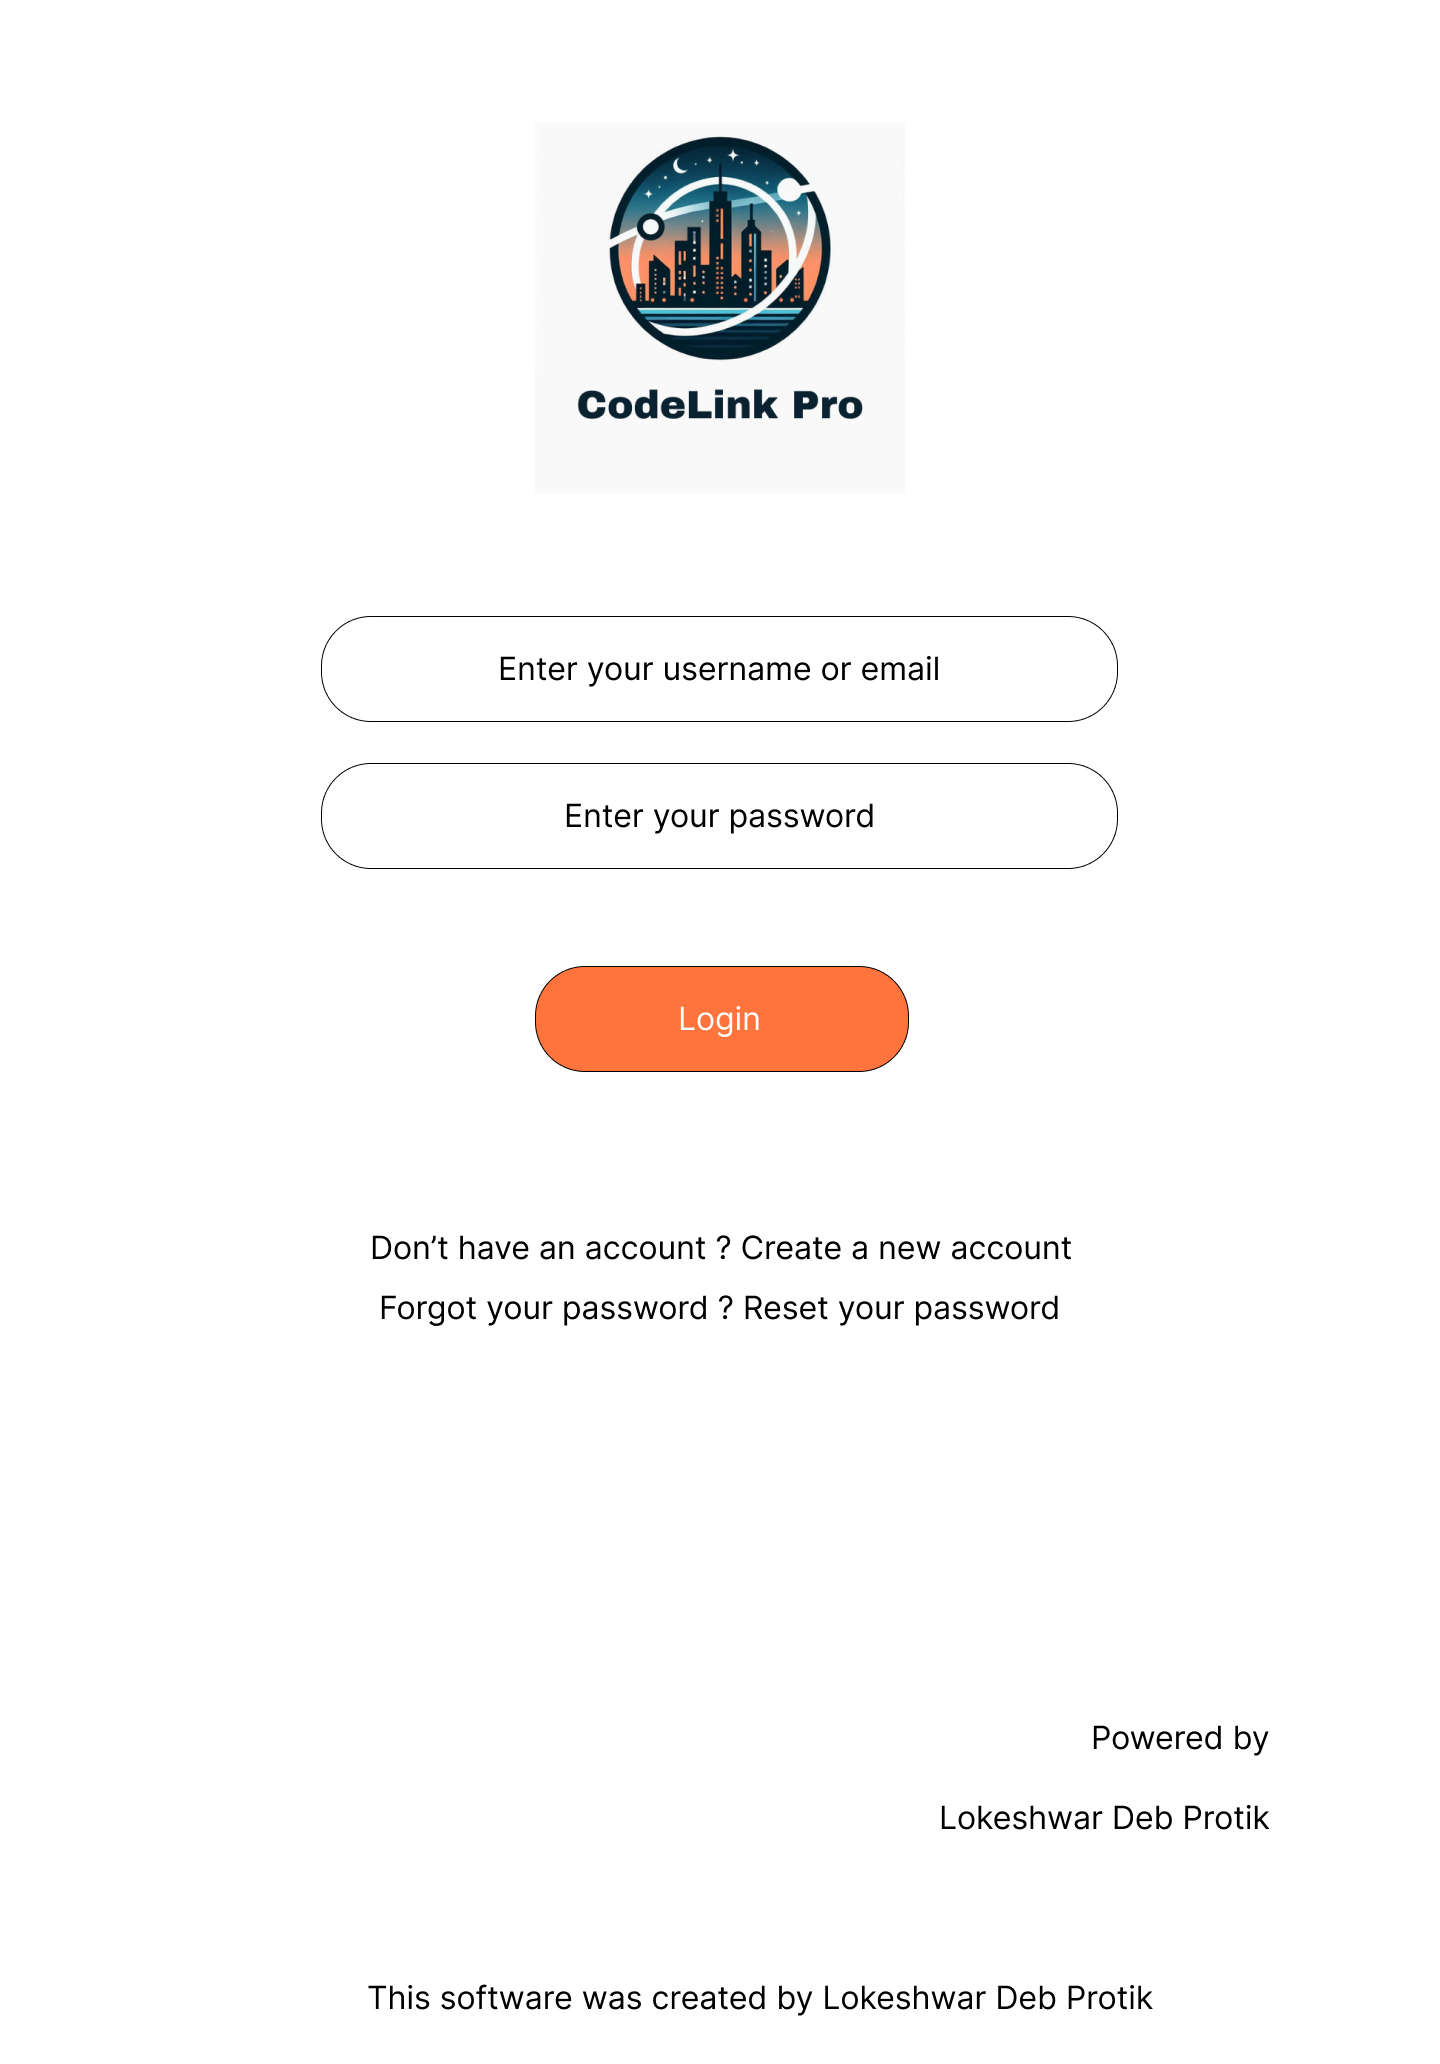 CodeLink Pro
Enter your username or email
Enter your password
Login
Don’t have an account ? Create a new account
Forgot your password ? Reset your password
Powered by
Lokeshwar Deb Protik
This software was created by Lokeshwar Deb Protik